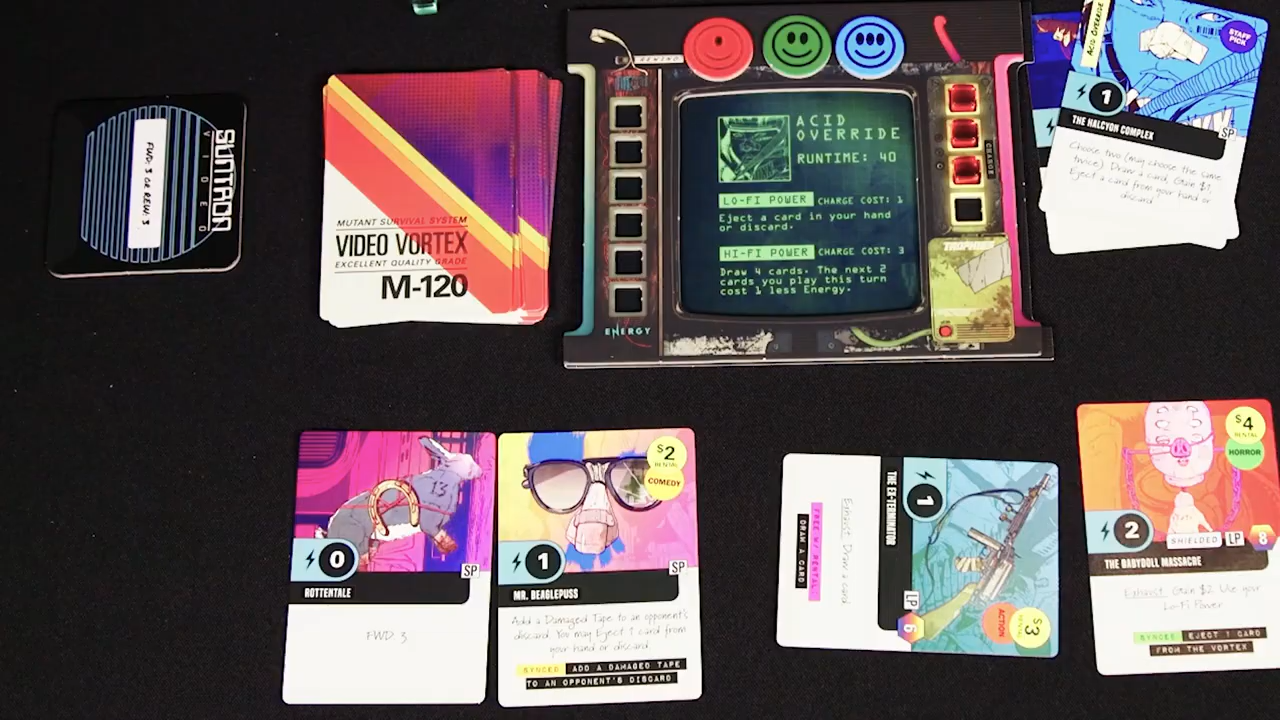 SUNTRON
VIDEO
FWD: 3 OR REW: 3
MUTANT SURVIVAL SYSTEM
VIDEO VORTEX
EXCELLENT QUALITY GRADE
M-120
REWIND
ENERGY
ACID
OVERRIDE
RUNTIME: 40
LO-FI POWER CHARGE COST: 1
Eject a card in your hand
or discard.
HI-FI POWER CHARGE COST: 3
Draw 4 cards. The next 2
cards you play this turn
cost 1 less Energy.
CHARGE
TROPHIES
ACID OVERRIDE
STAFF
PICK
1
SP
THE HALCYON COMPLEX
Choose two (may choose the same
twice): Draw a card, Gain $1,
Eject a card from your hand or
discard
13
0
SP
ROTTENTALE
FWD 3
$2
RENTAL
COMEDY
1
SP
MR. BEAGLEPUSS
Add a Damaged Tape to an opponent's
discard. You may Eject 1 card from
your hand or discard.
SYNCED ADD A DAMAGED TAPE
TO AN OPPONENT'S DISCARD
1
THE EX-TERMINATOR
LP
6
$3
RENTAL
ACTION
Exhaust: Draw a card
FREE W/ RENTAL:
DRAW A CARD
$4
RENTAL
HORROR
2
SHIELDED LP 8
THE BABYDOLL MASSACRE
Exhaust: Gain $2. Use your
Lo-Fi Power
SYNCED EJECT 1 CARD
FROM THE VORTEX